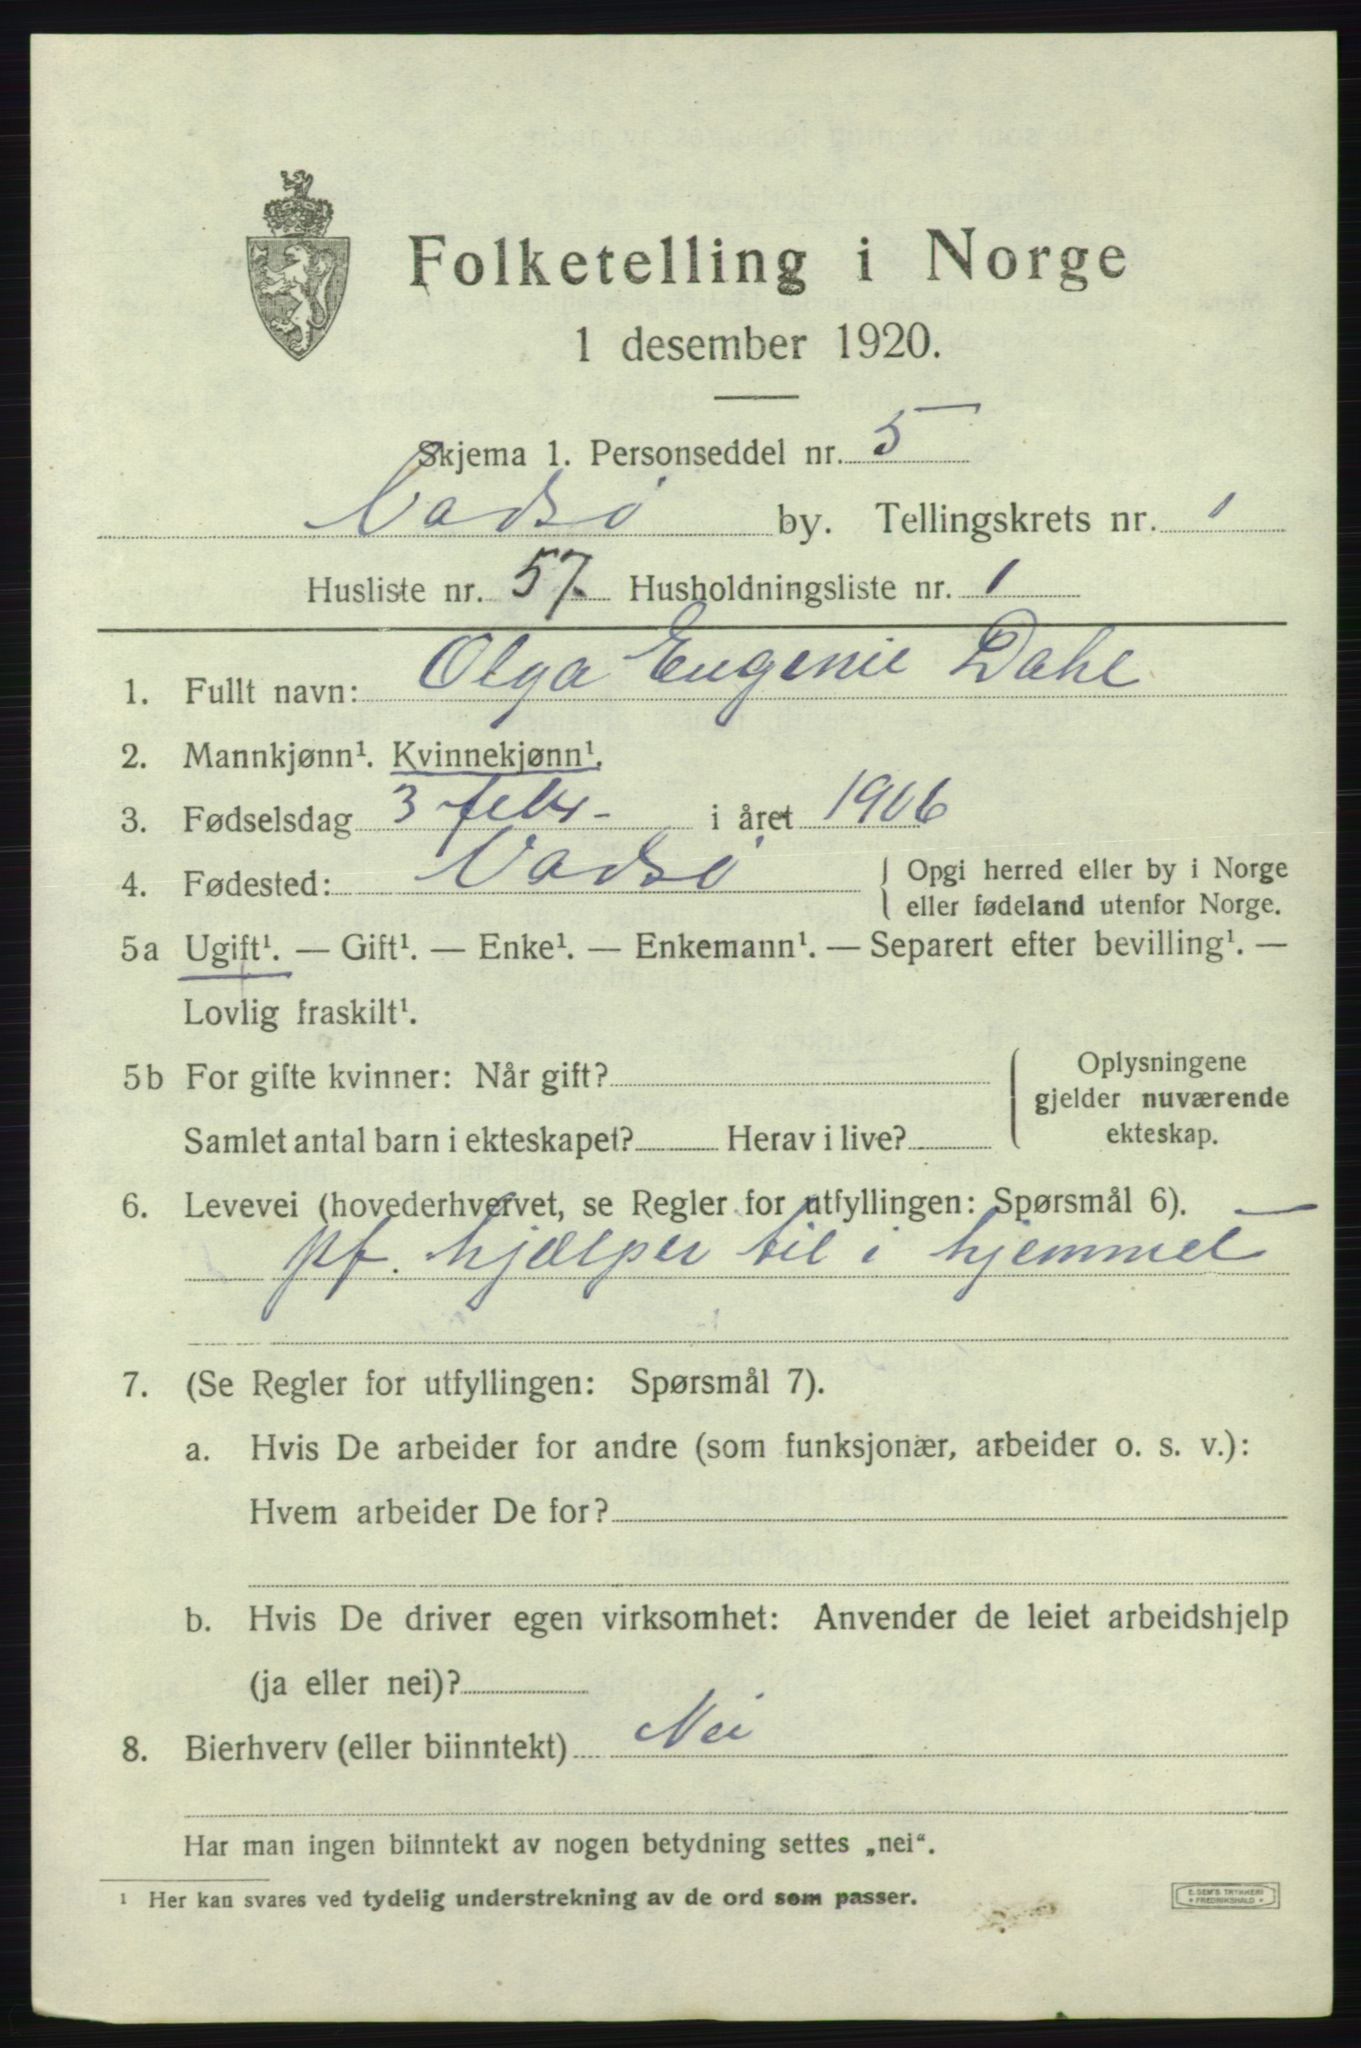 Folketelling i Norge
1 desember 1920.
Skjema 1. Personseddel nr. 5
Vadsø by. Tellingskrets nr. 1
Husliste nr. 57. Husholdningsliste nr. 1
1. Fullt navn: Olga Eugenie Dahl
2. Mannkjønn¹. Kvinnekjønn¹.
3. Fødselsdag 3 febr- i året 1906
4. Fødested: Vadsø { Opgi herred eller by i Norge
eller fødeland utenfor Norge.
5a Ugift¹. — Gift¹. — Enke¹. — Enkemann¹. — Separert efter bevilling¹. —
Lovlig fraskilt¹.
5b For gifte kvinner: Når gift? { Oplysningene
gjelder nuværende
Samlet antal barn i ekteskapet? Herav i live? ekteskap.
6. Levevei (hovederhvervet, se Regler for utfyllingen: Spørsmål 6).
pf. hjælper til i hjemmet
7. (Se Regler for utfyllingen: Spørsmål 7).
a. Hvis De arbeider for andre (som funksjonær, arbeider o. s. v.):
Hvem arbeider De for?
b. Hvis De driver egen virksomhet: Anvender de leiet arbeidshjelp
(ja eller nei)?
8. Bierhverv (eller biinntekt) Nei
Har man ingen biinntekt av nogen betydning settes „nei“.
¹ Her kan svares ved tydelig understrekning av de ord som passer.
E. SEM'S TRYKKERI
FREDRIKSHALD